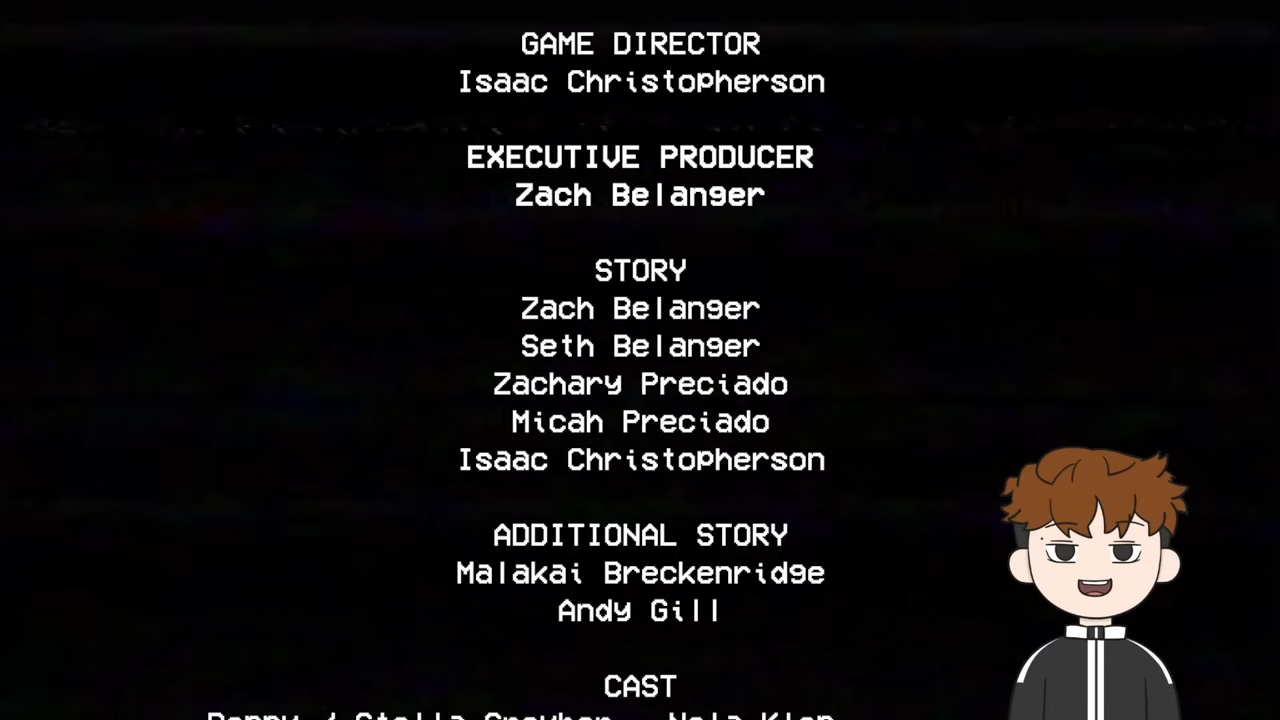 GAME DIRECTOR
Isaac Christopherson
EXECUTIVE PRODUCER
Zach Belanger
STORY
Zach Belanger
Seth Belanger
Zachary Preciado
Micah Preciado
Isaac Christopherson
ADDITIONAL STORY
Malakai Breckenridge
Andy Gill
CAST